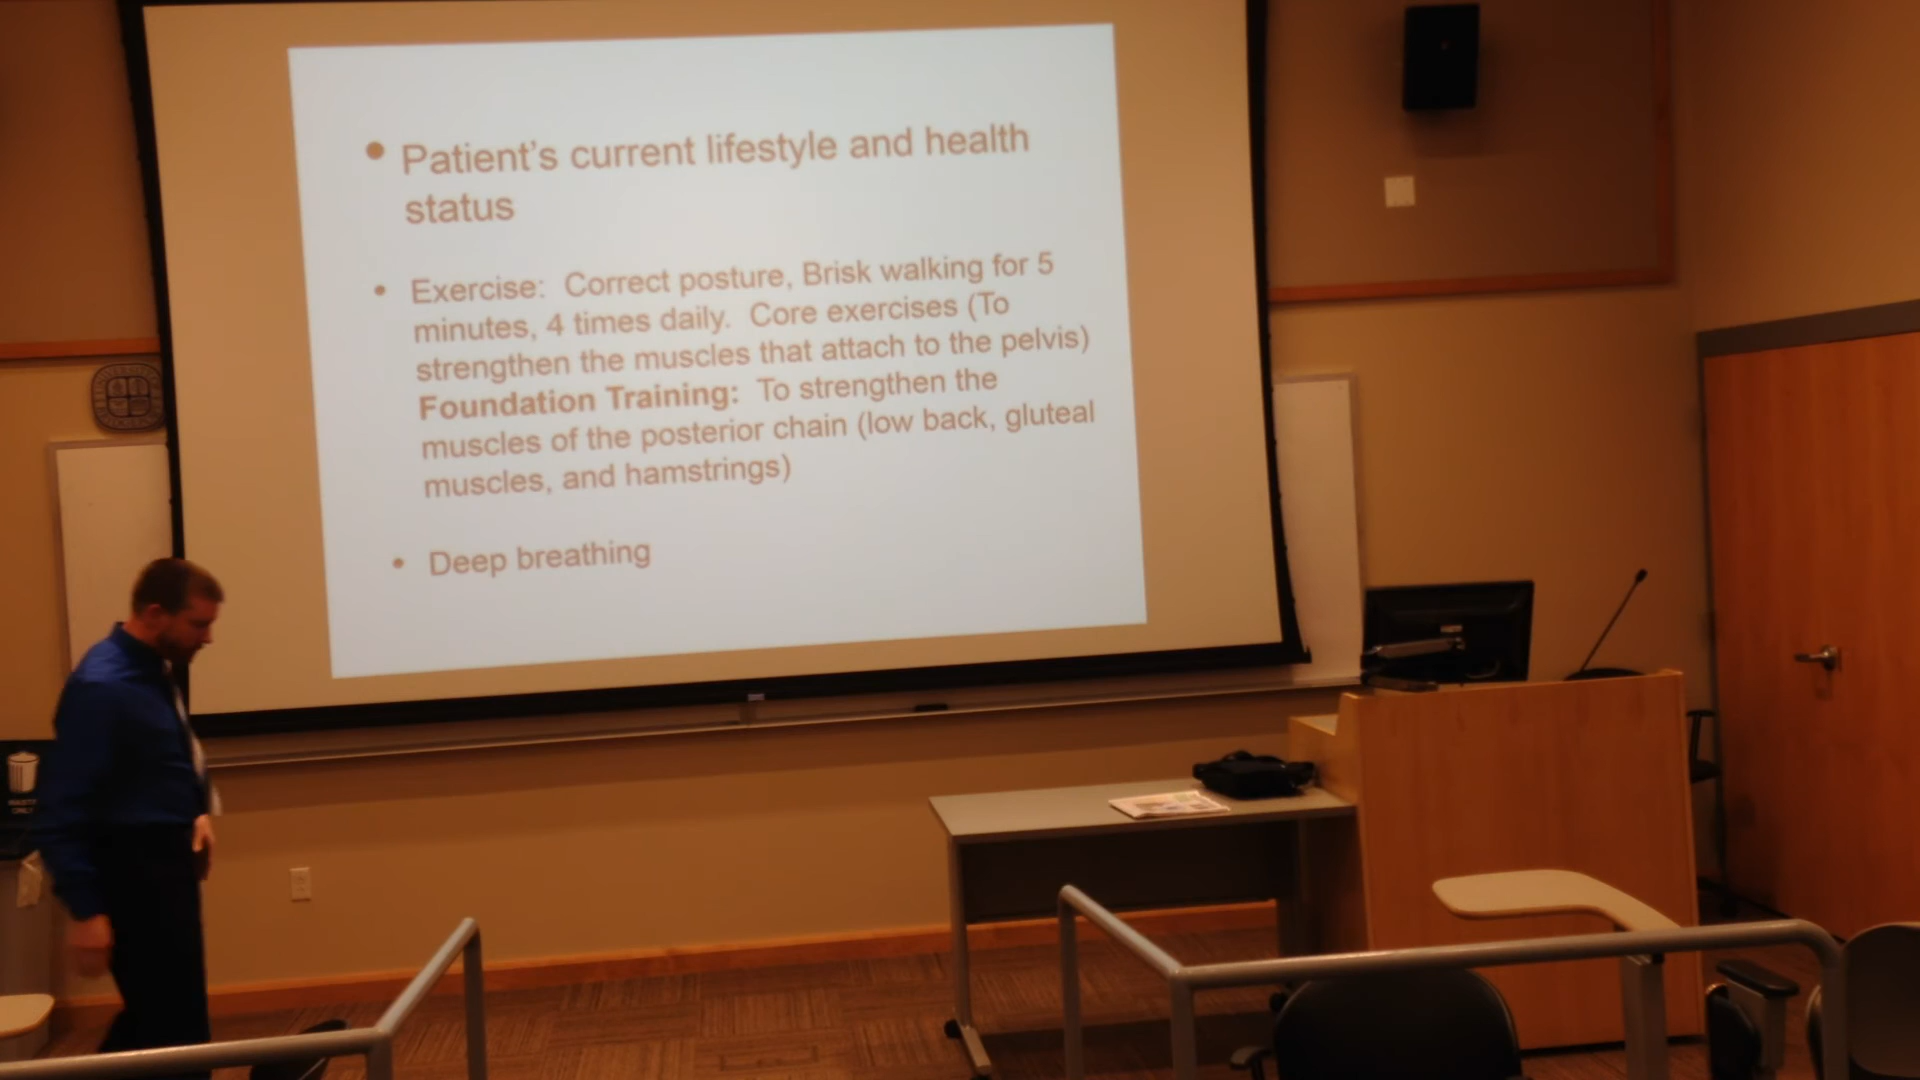 • Patient's current lifestyle and health
status
• Exercise: Correct posture, Brisk walking for 5
minutes, 4 times daily. Core exercises (To
strengthen the muscles that attach to the pelvis)
Foundation Training: To strengthen the
muscles of the posterior chain (low back, gluteal
muscles, and hamstrings)
• Deep breathing